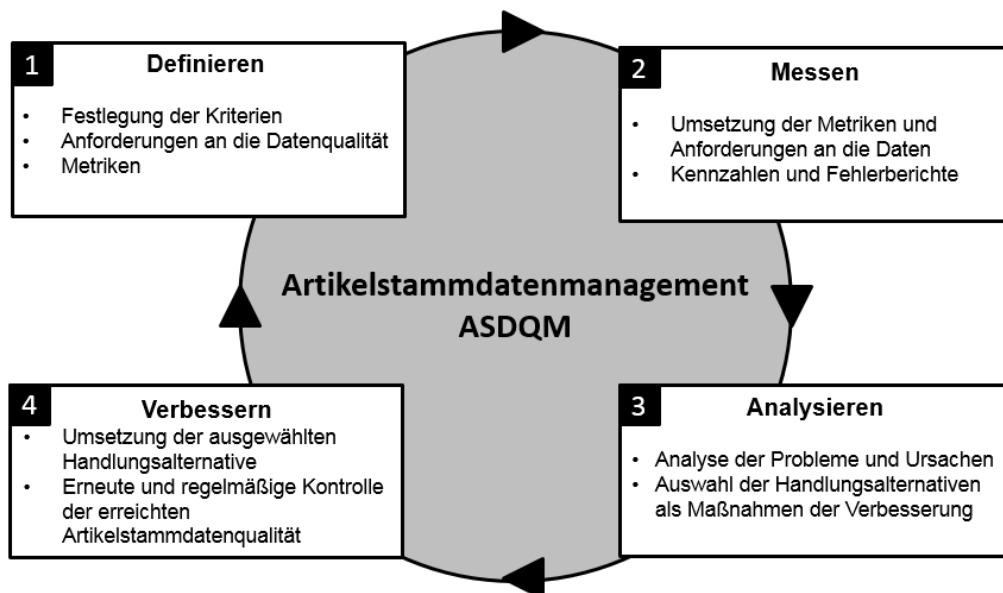 1
Definieren
• Festlegung der Kriterien
• Anforderungen an die Datenqualität
• Metriken
2
Messen
• Umsetzung der Metriken und
Anforderungen an die Daten
• Kennzahlen und Fehlerberichte
Artikelstammdatenmanagement
ASDQM
3
Analysieren
• Analyse der Probleme und Ursachen
• Auswahl der Handlungsalternativen
als Maßnahmen der Verbesserung
4
Verbessern
• Umsetzung der ausgewählten
Handlungsalternative
• Erneute und regelmäßige Kontrolle
der erreichten
Artikelstammdatenqualität